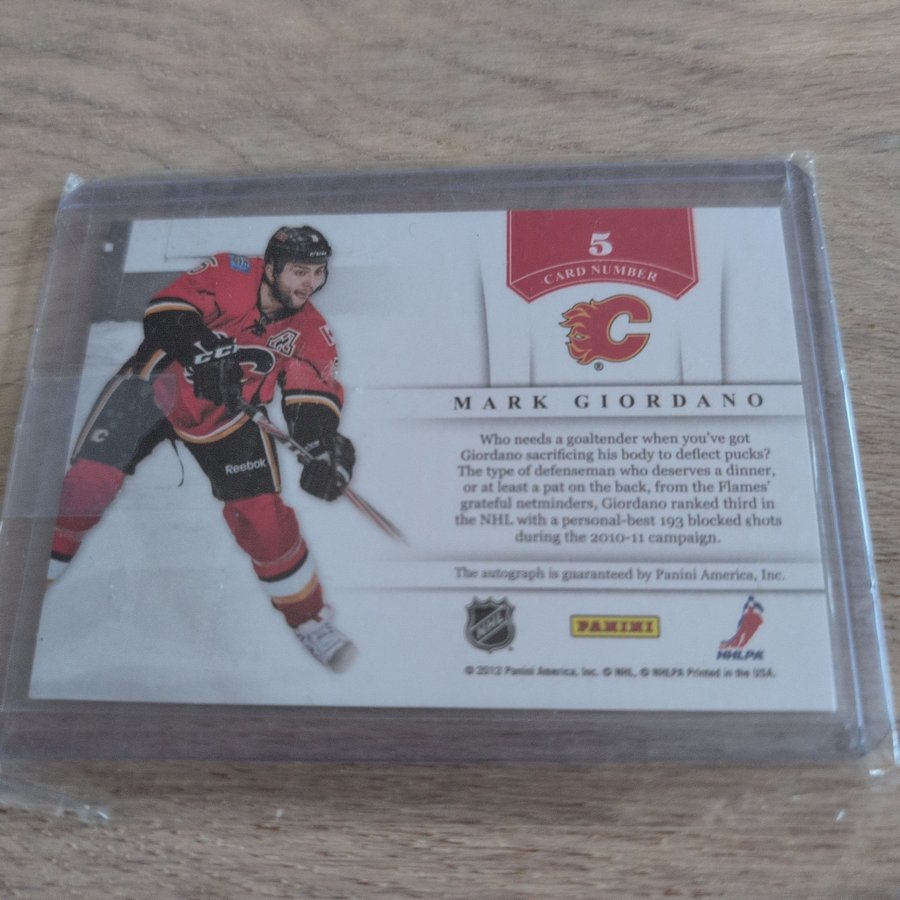 5
CARD NUMBER
C
®
MARK GIORDANO
Who needs a goaltender when you've got
Giordano sacrificing his body to deflect pucks?
The type of defenseman who deserves a dinner,
or at least a pat on the back, from the Flames'
grateful netminders, Giordano ranked third in
the NHL with a personal-best 193 blocked shots
during the 2010-11 campaign.
The autograph is guaranteed by Panini America, Inc.
NHL
PANINI
NHLPA
© 2012 Panini America, Inc. © NHL, © NHLPA Printed in the USA.
CCM
A
Reebok